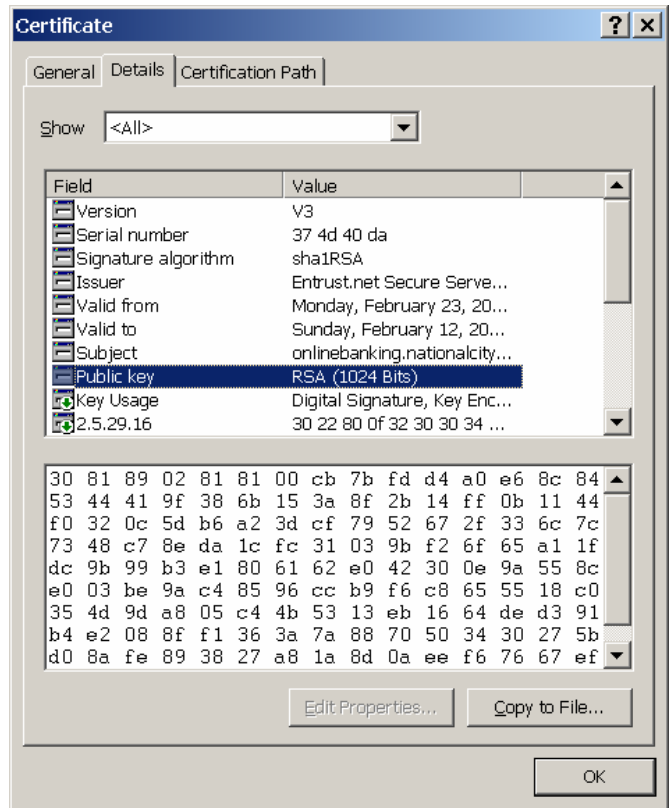 Certificate
General Details Certification Path
Show <All>
Field Value
Version V3
Serial number 37 4d 40 da
Signature algorithm sha1RSA
Issuer Entrust.net Secure Serve...
Valid from Monday, February 23, 20...
Valid to Sunday, February 12, 20...
Subject onlinebanking.nationalcity...
Public key RSA (1024 Bits)
Key Usage Digital Signature, Key Enc...
2.5.29.16 30 22 80 0f 32 30 30 34 ...
30 81 89 02 81 81 00 cb 7b fd d4 a0 e6 8c 84
53 44 41 9f 38 6b 15 3a 8f 2b 14 ff 0b 11 44
f0 32 0c 5d b6 a2 3d cf 79 52 67 2f 33 6c 7c
73 48 c7 8e da 1c fc 31 03 9b f2 6f 65 a1 1f
dc 9b 99 b3 e1 80 61 62 e0 42 30 0e 9a 55 8c
e0 03 be 9a c4 85 96 cc b9 f6 c8 65 55 18 c0
35 4d 9d a8 05 c4 4b 53 13 eb 16 64 de d3 91
b4 e2 08 8f f1 36 3a 7a 88 70 50 34 30 27 5b
d0 8a fe 89 38 27 a8 1a 8d 0a ee f6 76 67 ef
Edit Properties... Copy to File...
OK